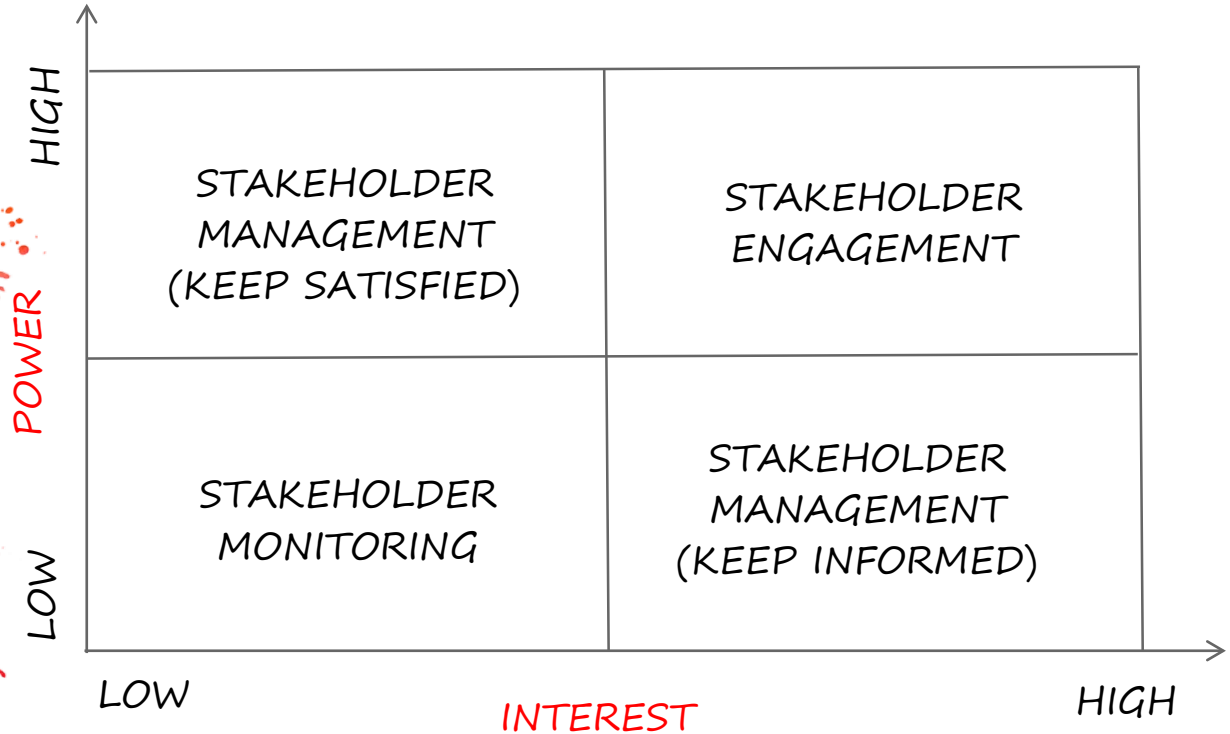 HIGH
STAKEHOLDER
MANAGEMENT
(KEEP SATISFIED)
STAKEHOLDER
ENGAGEMENT
POWER
STAKEHOLDER
MONITORING
STAKEHOLDER
MANAGEMENT
(KEEP INFORMED)
LOW
LOW
INTEREST
HIGH